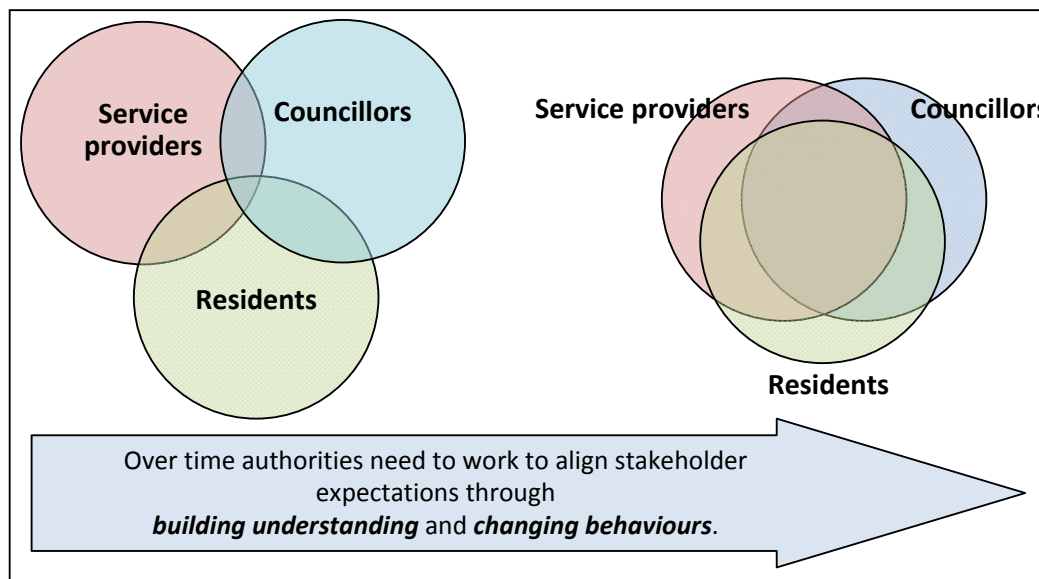 Service
providers
Councillors
Residents
Service providers
Councillors
Residents
Over time authorities need to work to align stakeholder
expectations through
building understanding and changing behaviours.